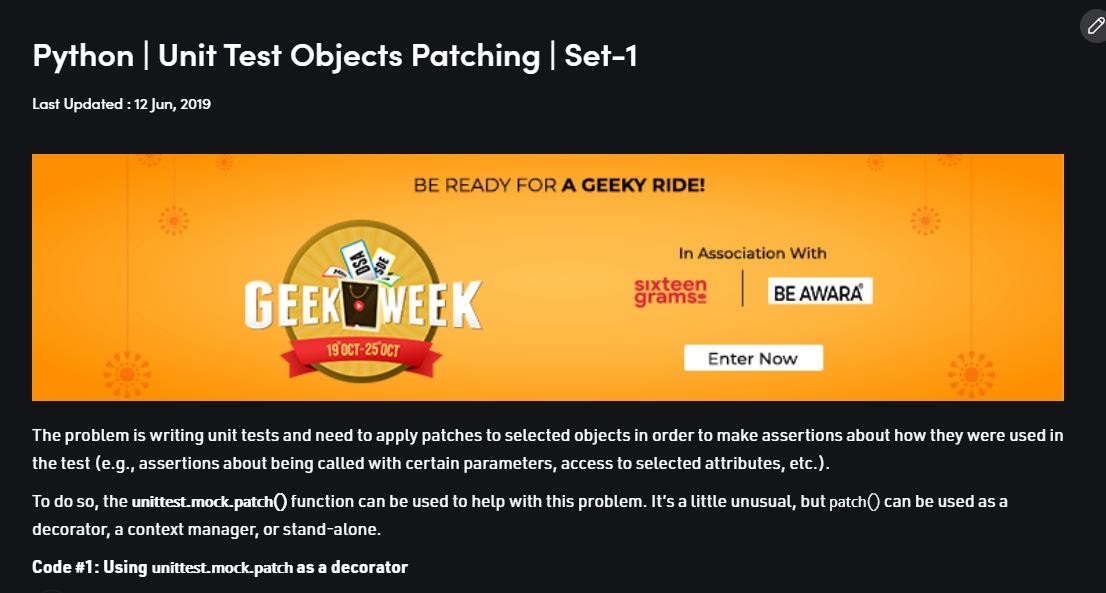 Python | Unit Test Objects Patching | Set-1
Last Updated : 12 Jun, 2019
BE READY FOR A GEEKY RIDE!
DSA
SDE
GEEK WEEK
19 OCT-25 OCT
In Association With
sixteen
grams
BE AWARA
Enter Now
The problem is writing unit tests and need to apply patches to selected objects in order to make assertions about how they were used in
the test (e.g., assertions about being called with certain parameters, access to selected attributes, etc.).
To do so, the unittest.mock.patch() function can be used to help with this problem. It's a little unusual, but patch() can be used as a
decorator, a context manager, or stand-alone.
Code #1: Using unittest.mock.patch as a decorator